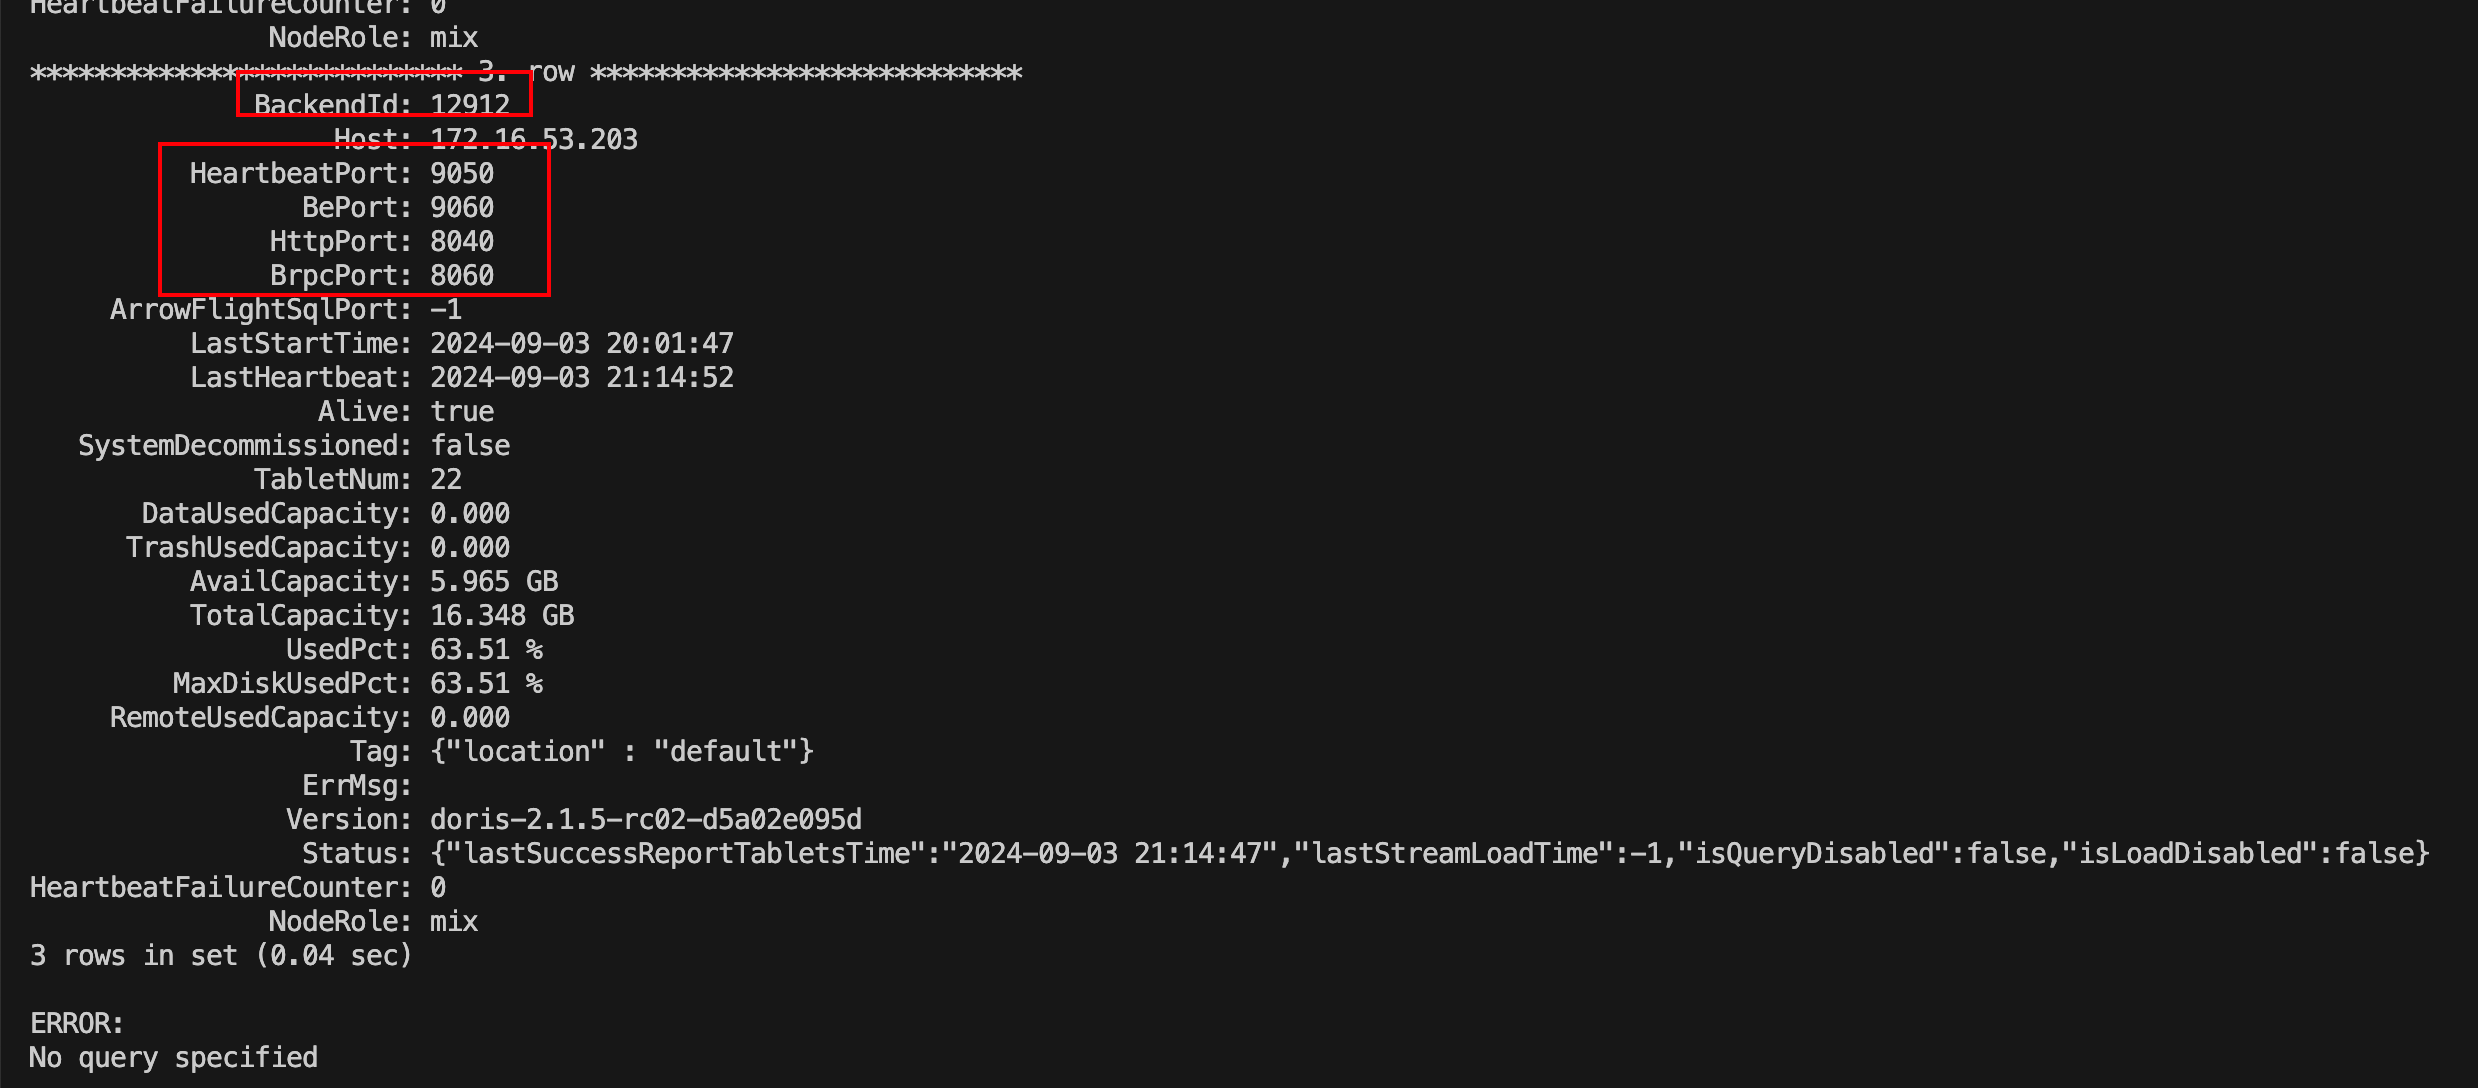 HeartbeatFailureCounter: 0
NodeRole: mix
*************************** 3. row ***************************
BackendId: 12912
Host: 172.16.53.203
HeartbeatPort: 9050
BePort: 9060
HttpPort: 8040
BrpcPort: 8060
ArrowFlightSqlPort: -1
LastStartTime: 2024-09-03 20:01:47
LastHeartbeat: 2024-09-03 21:14:52
Alive: true
SystemDecommissioned: false
TabletNum: 22
DataUsedCapacity: 0.000
TrashUsedCapacity: 0.000
AvailCapacity: 5.965 GB
TotalCapacity: 16.348 GB
UsedPct: 63.51 %
MaxDiskUsedPct: 63.51 %
RemoteUsedCapacity: 0.000
Tag: {"location" : "default"}
ErrMsg:
Version: doris-2.1.5-rc02-d5a02e095d
Status: {"lastSuccessReportTabletsTime":"2024-09-03 21:14:47","lastStreamLoadTime":-1,"isQueryDisabled":false,"isLoadDisabled":false}
HeartbeatFailureCounter: 0
NodeRole: mix
3 rows in set (0.04 sec)
ERROR:
No query specified